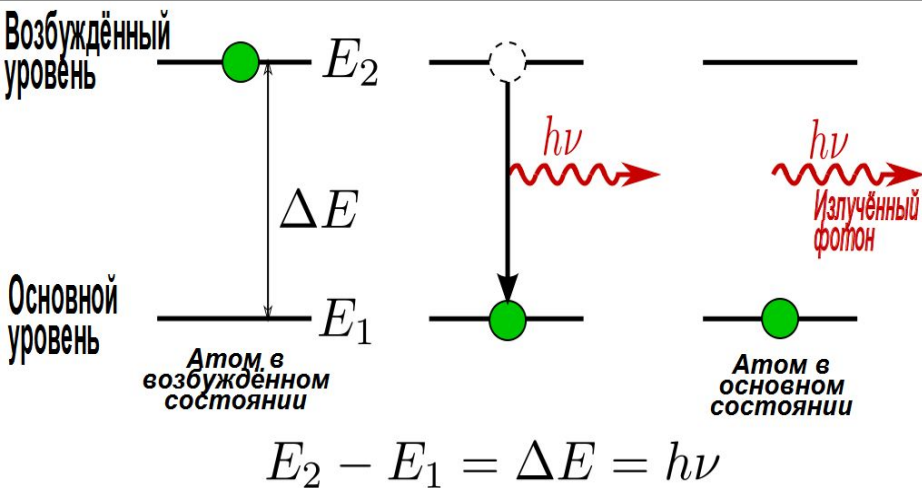 Возбуждённый
уровень
E₂
hν
hν
Излучённый
фотон
ΔE
Основной
уровень
E₁
Атом в
возбуждённом
состоянии
Атом в
основном
состоянии
E₂ − E₁ = ΔE = hν